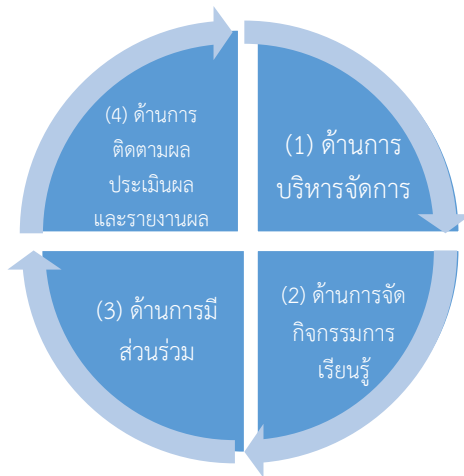 (1) ด้านการ
บริหารจัดการ
(2) ด้านการจัด
กิจกรรมการ
เรียนรู้
(3) ด้านการมี
ส่วนร่วม
(4) ด้านการ
ติดตามผล
ประเมินผล
และรายงานผล